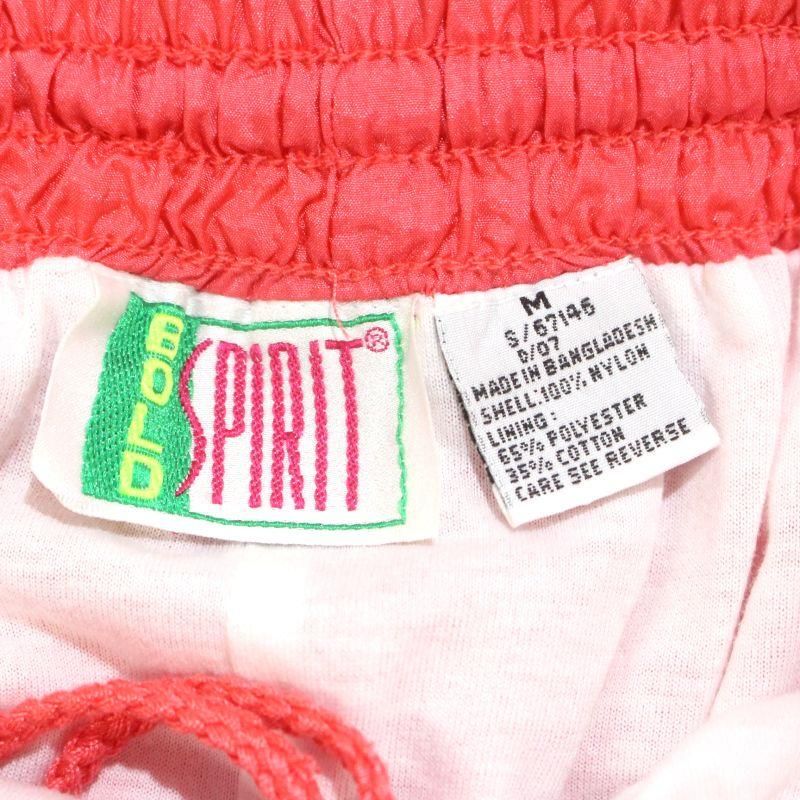 BOLD
SPIRIT®
M
S/67146
D/07
MADE IN BANGLADESH
SHELL:100% NYLON
LINING:
65% POLYESTER
35% COTTON
CARE SEE REVERSE